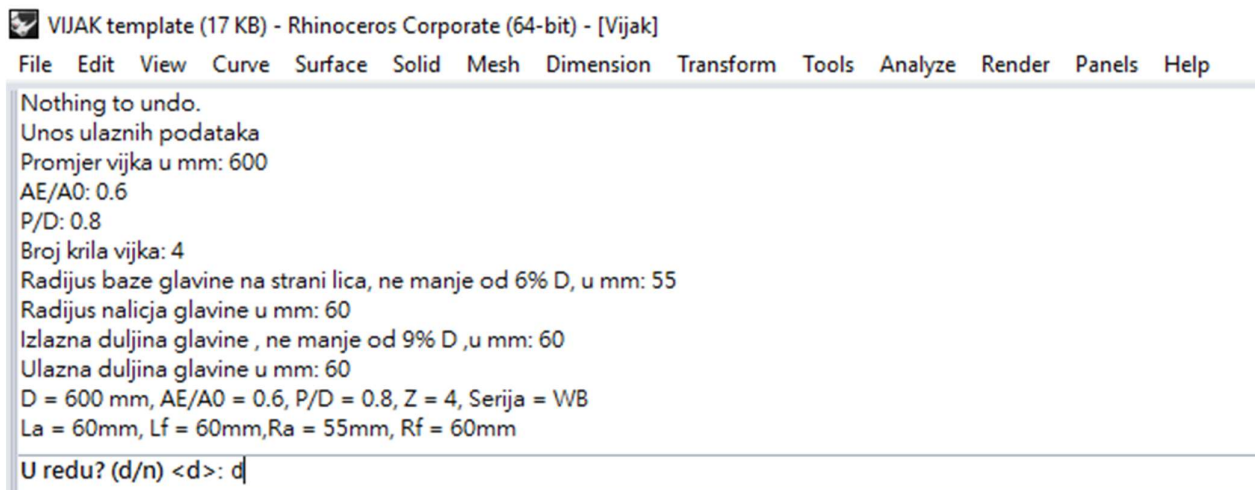 VIJAK template (17 KB) - Rhinoceros Corporate (64-bit) - [Vijak]
File Edit View Curve Surface Solid Mesh Dimension Transform Tools Analyze Render Panels Help
Nothing to undo.
Unos ulaznih podataka
Promjer vijka u mm: 600
AE/A0: 0.6
P/D: 0.8
Broj krila vijka: 4
Radijus baze glavine na strani lica, ne manje od 6% D, u mm: 55
Radijus nalicja glavine u mm: 60
Izlazna duljina glavine , ne manje od 9% D ,u mm: 60
Ulazna duljina glavine u mm: 60
D = 600 mm, AE/A0 = 0.6, P/D = 0.8, Z = 4, Serija = WB
La = 60mm, Lf = 60mm,Ra = 55mm, Rf = 60mm
U redu? (d/n) <d>: d